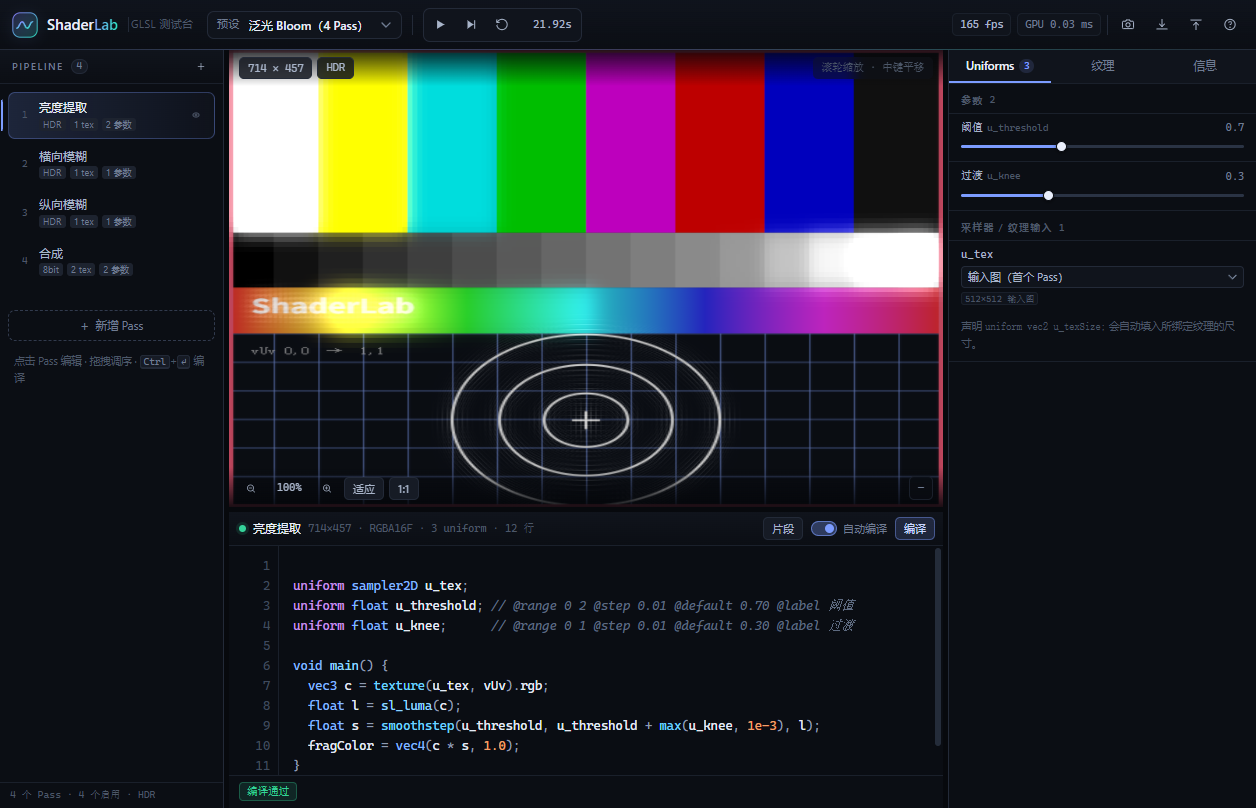 ShaderLab GLSL 测试台 预设 泛光 Bloom（4 Pass） 21.92s 165 fps GPU 0.03 ms
PIPELINE 4 +
1 亮度提取
HDR 1 tex 2 参数
2 横向模糊
HDR 1 tex 1 参数
3 纵向模糊
HDR 1 tex 1 参数
4 合成
8bit 2 tex 2 参数
+ 新增 Pass
点击 Pass 编辑 · 拖拽调序 · Ctrl+↵ 编
译
4 个 Pass · 4 个启用 · HDR
714 × 457 HDR 滚轮缩放 · 中键平移
ShaderLab
vUv 0,0 → 1,1
100% 适应 1:1 −
亮度提取 714×457 · RGBA16F · 3 uniform · 12 行 片段 自动编译 编译
1
2 uniform sampler2D u_tex;
3 uniform float u_threshold; // @range 0 2 @step 0.01 @default 0.70 @label 阈值
4 uniform float u_knee; // @range 0 1 @step 0.01 @default 0.30 @label 过渡
5
6 void main() {
7 vec3 c = texture(u_tex, vUv).rgb;
8 float l = sl_luma(c);
9 float s = smoothstep(u_threshold, u_threshold + max(u_knee, 1e-3), l);
10 fragColor = vec4(c * s, 1.0);
11 }
编译通过
Uniforms 3 纹理 信息
参数 2
阈值 u_threshold 0.7
过渡 u_knee 0.3
采样器 / 纹理输入 1
u_tex
输入图（首个 Pass）
512×512 输入图
声明 uniform vec2 u_texSize; 会自动填入所绑定纹理的尺
寸。